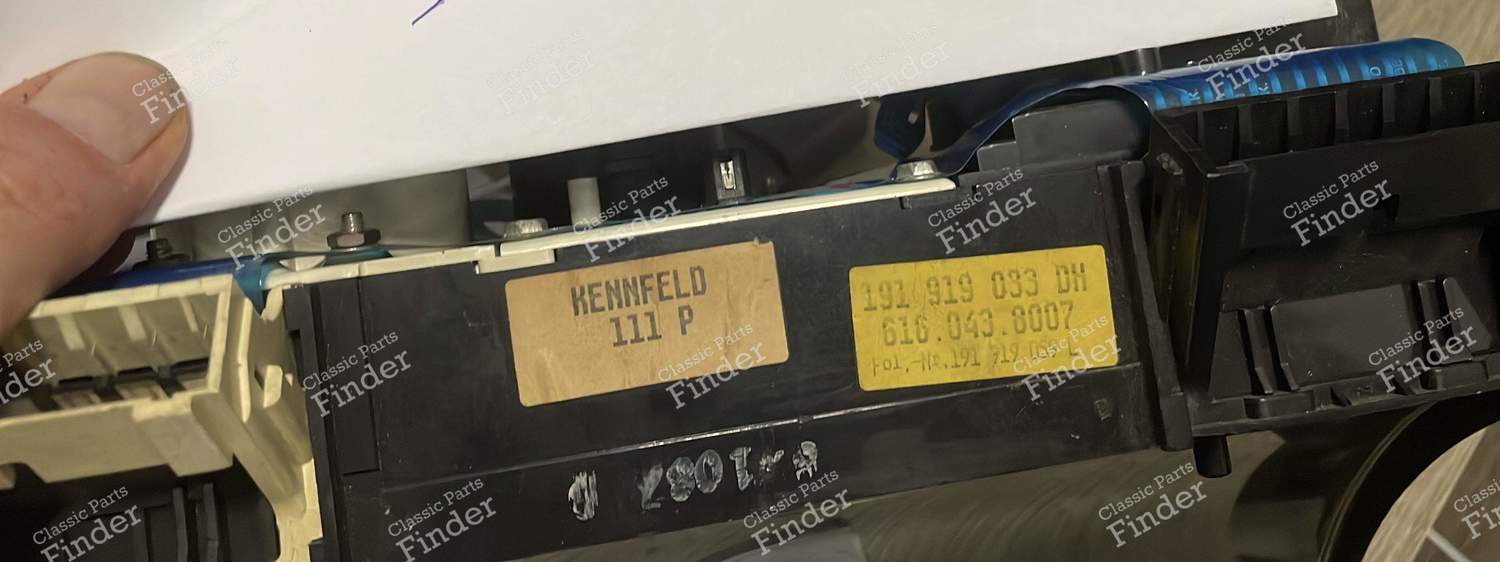 KENNFELD
111 P
191 919 033 DH
616.043.8007
Classic Parts
Finder